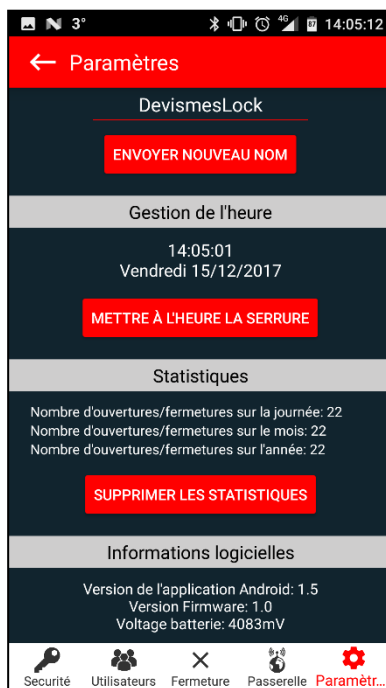 3° 4G 87 14:05:12
← Paramètres
DevismesLock
ENVOYER NOUVEAU NOM
Gestion de l'heure
14:05:01
Vendredi 15/12/2017
METTRE À L'HEURE LA SERRURE
Statistiques
Nombre d'ouvertures/fermetures sur la journée: 22
Nombre d'ouvertures/fermetures sur le mois: 22
Nombre d'ouvertures/fermetures sur l'année: 22
SUPPRIMER LES STATISTIQUES
Informations logicielles
Version de l'application Android: 1.5
Version Firmware: 1.0
Voltage batterie: 4083mV
Securité Utilisateurs Fermeture Passerelle Paramètr...